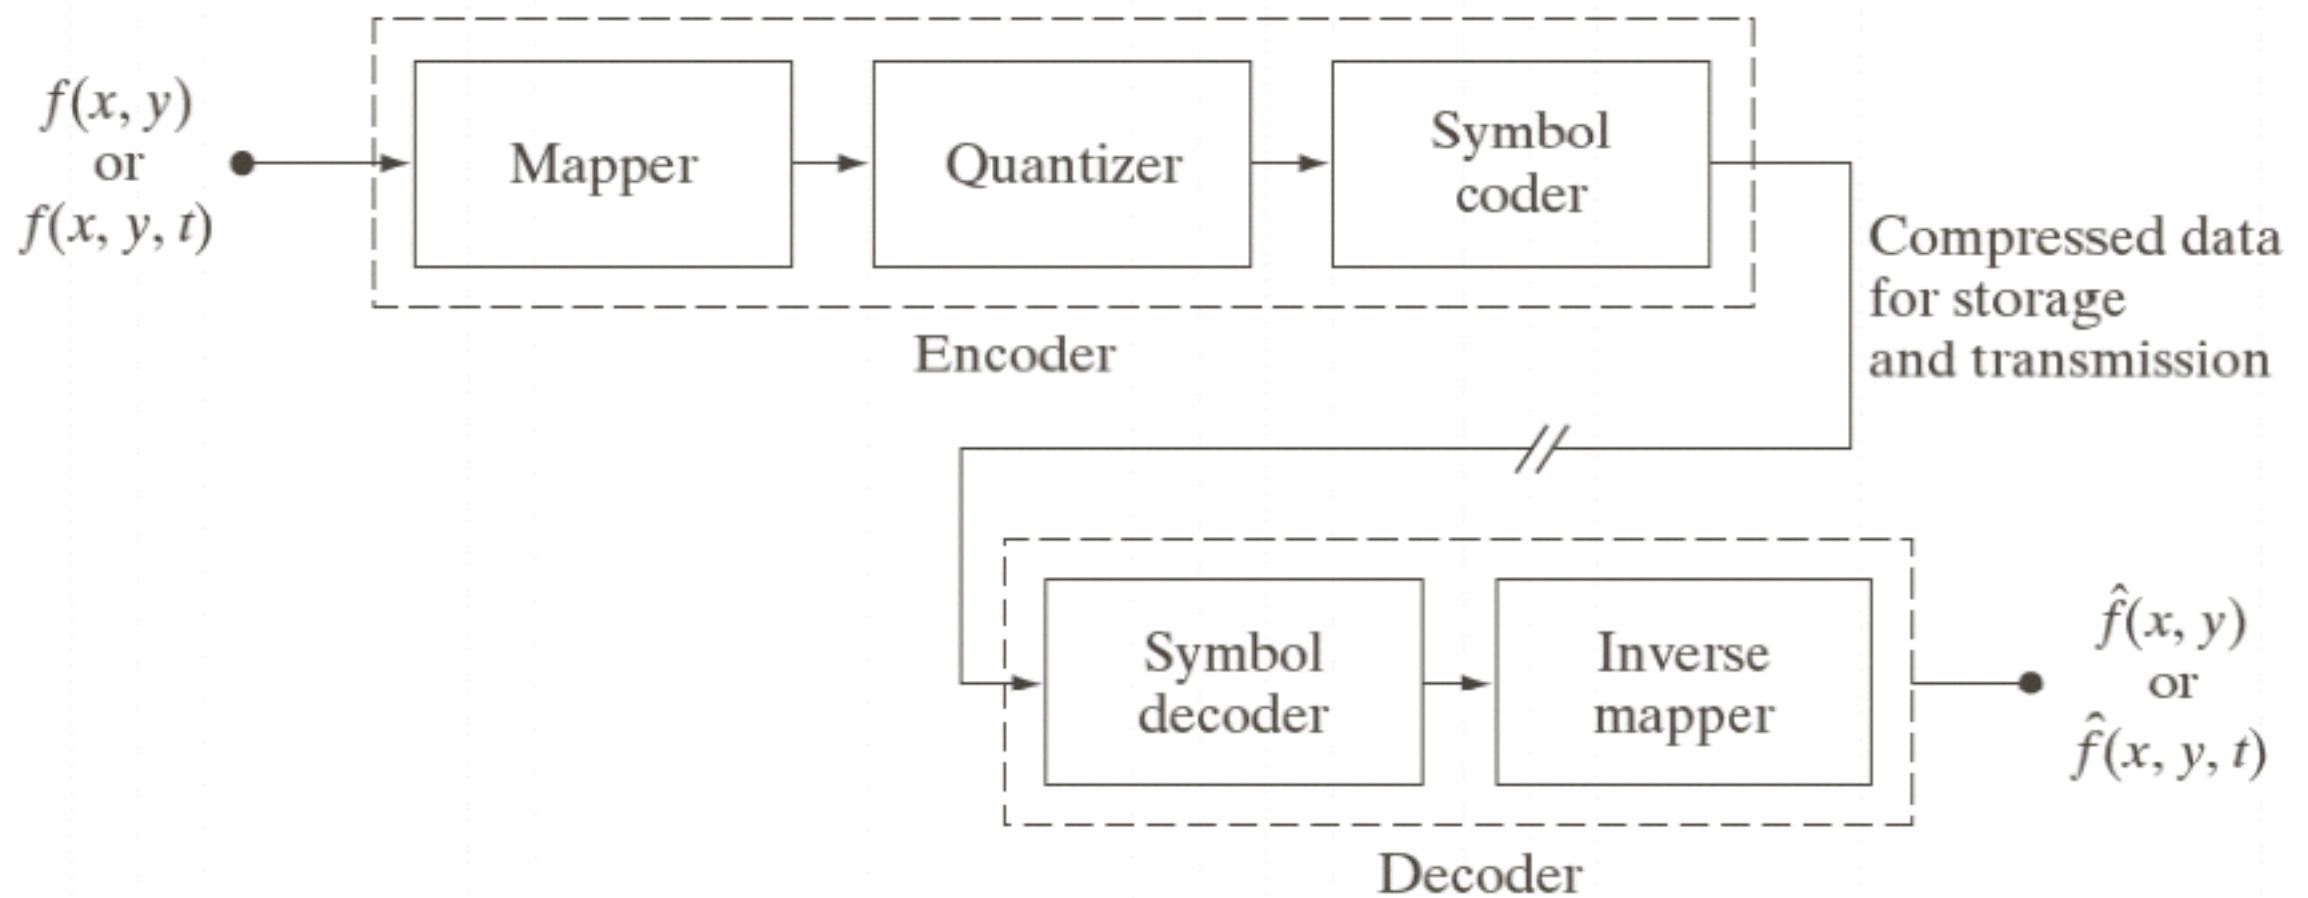 f(x, y)
or
f(x, y, t)
Mapper
Quantizer
Symbol
coder
Encoder
Compressed data
for storage
and transmission
Symbol
decoder
Inverse
mapper
Decoder
f̂(x, y)
or
f̂(x, y, t)